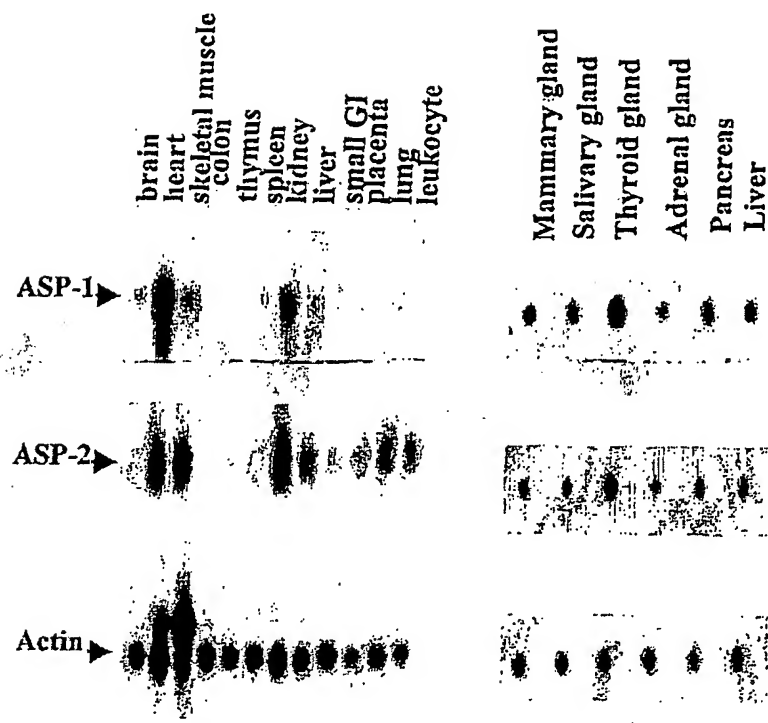 brain
heart
skeletal muscle
colon
thymus
spleen
kidney
liver
small GI
placenta
lung
leukocyte
Mammary gland
Salivary gland
Thyroid gland
Adrenal gland
Pancreas
Liver
ASP-1
ASP-2
Actin